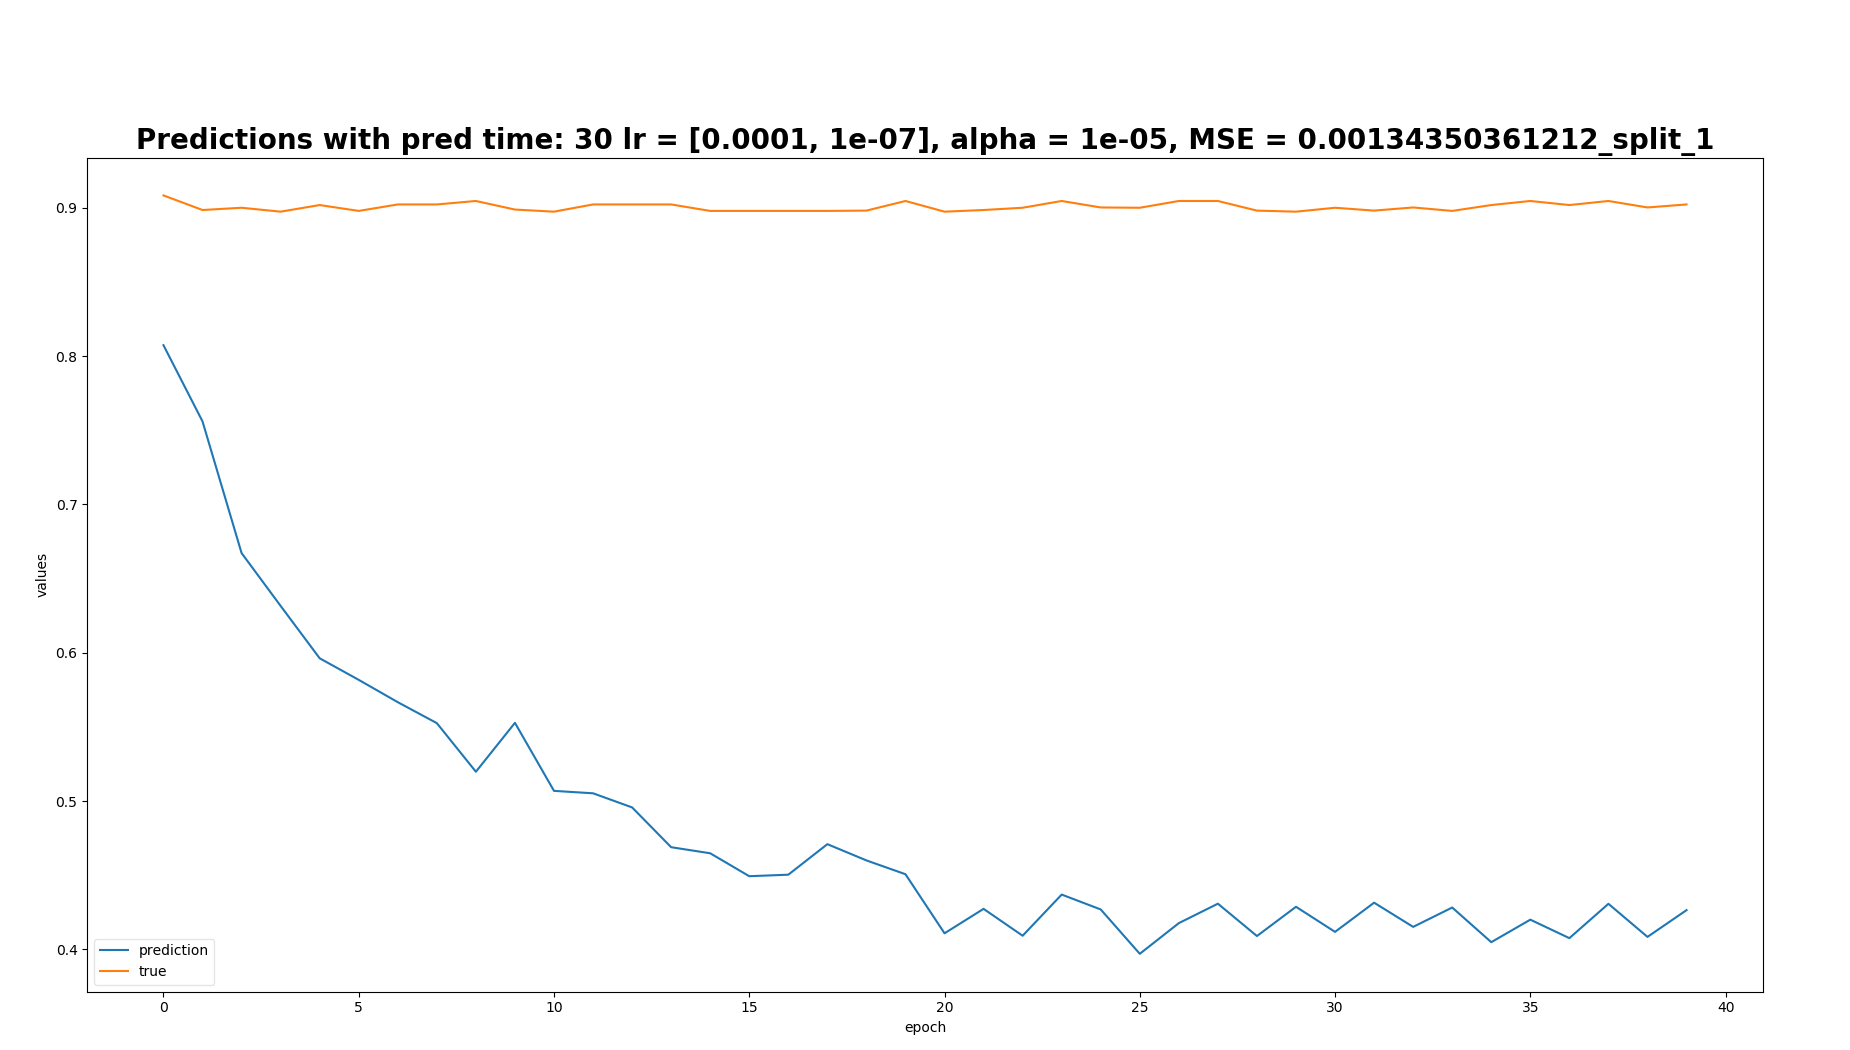 Predictions with pred time: 30 lr = [0.0001, 1e-07], alpha = 1e-05, MSE = 0.00134350361212_split_1
0.9
0.8
0.7
0.6
0.5
0.4
values
prediction
true
0 5 10 15 20 25 30 35 40
epoch